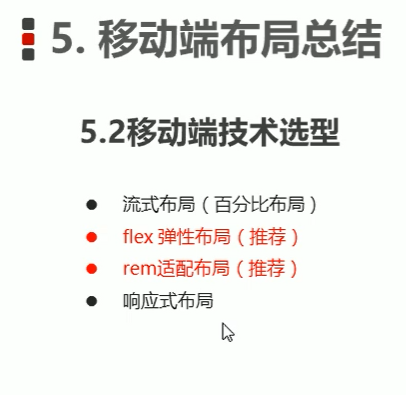 5. 移动端布局总结
5.2移动端技术选型
流式布局（百分比布局）
flex 弹性布局（推荐）
rem适配布局（推荐）
响应式布局